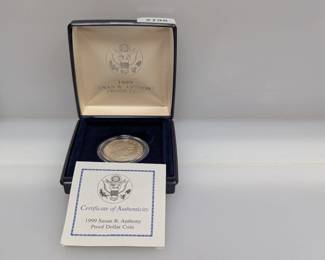 1999
SUSAN B. ANTHONY
Certificate of Authenticity
1999 Susan B. Anthony
Proof Dollar Coin